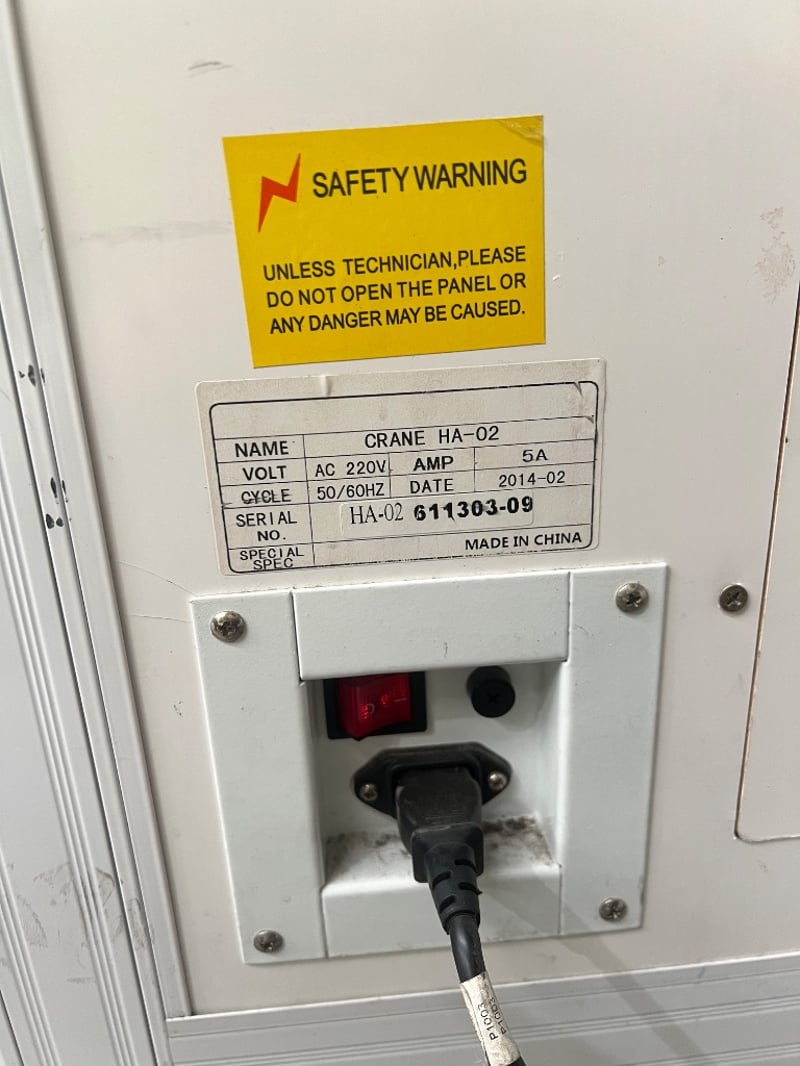 SAFETY WARNING
UNLESS TECHNICIAN,PLEASE
DO NOT OPEN THE PANEL OR
ANY DANGER MAY BE CAUSED.
NAME CRANE HA-02
VOLT AC 220V AMP 5A
CYCLE 50/60HZ DATE 2014-02
SERIAL NO. HA-02 611303-09
SPECIAL SPEC MADE IN CHINA
P1003
P1003